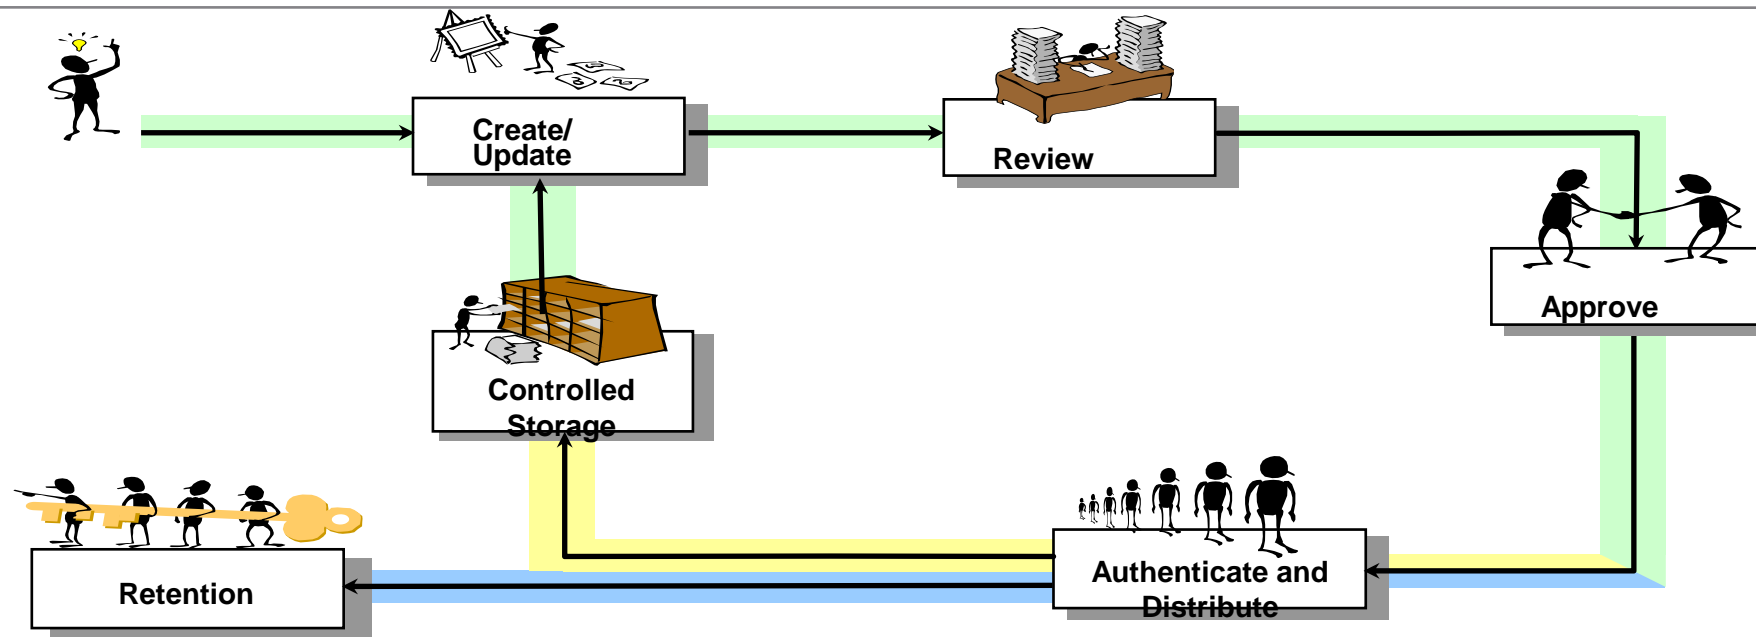 Create/
Update
Review
Approve
Controlled
Storage
Authenticate and
Distribute
Retention